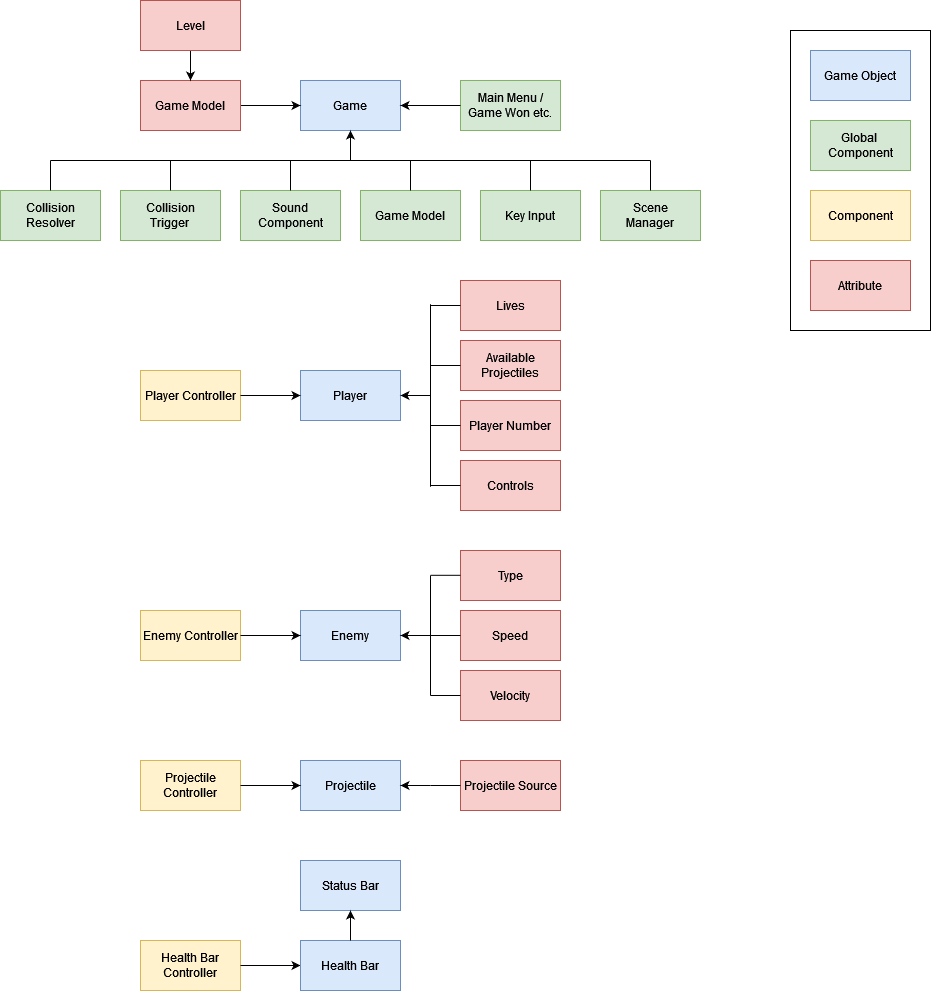 Level
Game Model
Game
Main Menu /
Game Won etc.
Collision
Resolver
Collision
Trigger
Sound
Component
Game Model
Key Input
Scene
Manager
Game Object
Global
Component
Component
Attribute
Lives
Available
Projectiles
Player Controller
Player
Player Number
Controls
Type
Enemy Controller
Enemy
Speed
Velocity
Projectile
Controller
Projectile
Projectile Source
Status Bar
Health Bar
Controller
Health Bar